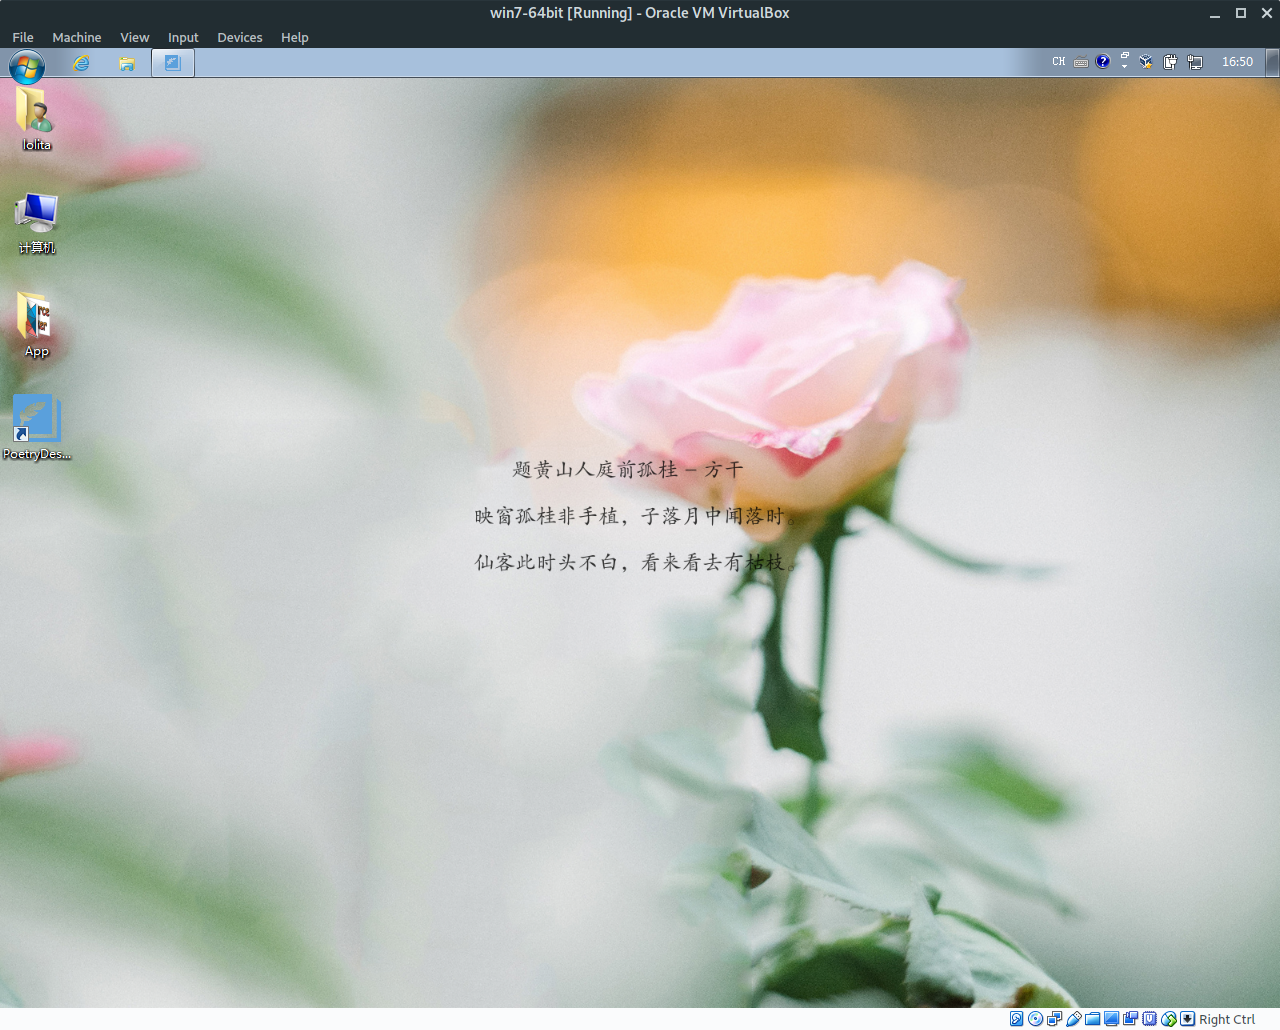 win7-64bit [Running] - Oracle VM VirtualBox
File Machine View Input Devices Help
CH 16:50
lolita
计算机
App
PoetryDes...
题黄山人庭前孤桂 – 方干
映窗孤桂非手植，子落月中闻落时。
仙客此时头不白，看来看去有枯枝。
Right Ctrl